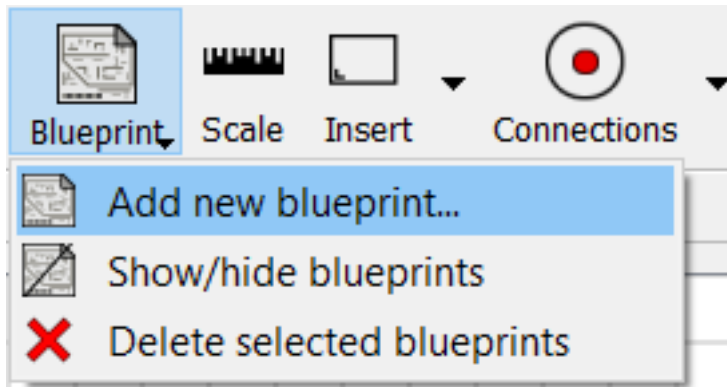 Blueprint Scale Insert Connections
Add new blueprint...
Show/hide blueprints
Delete selected blueprints